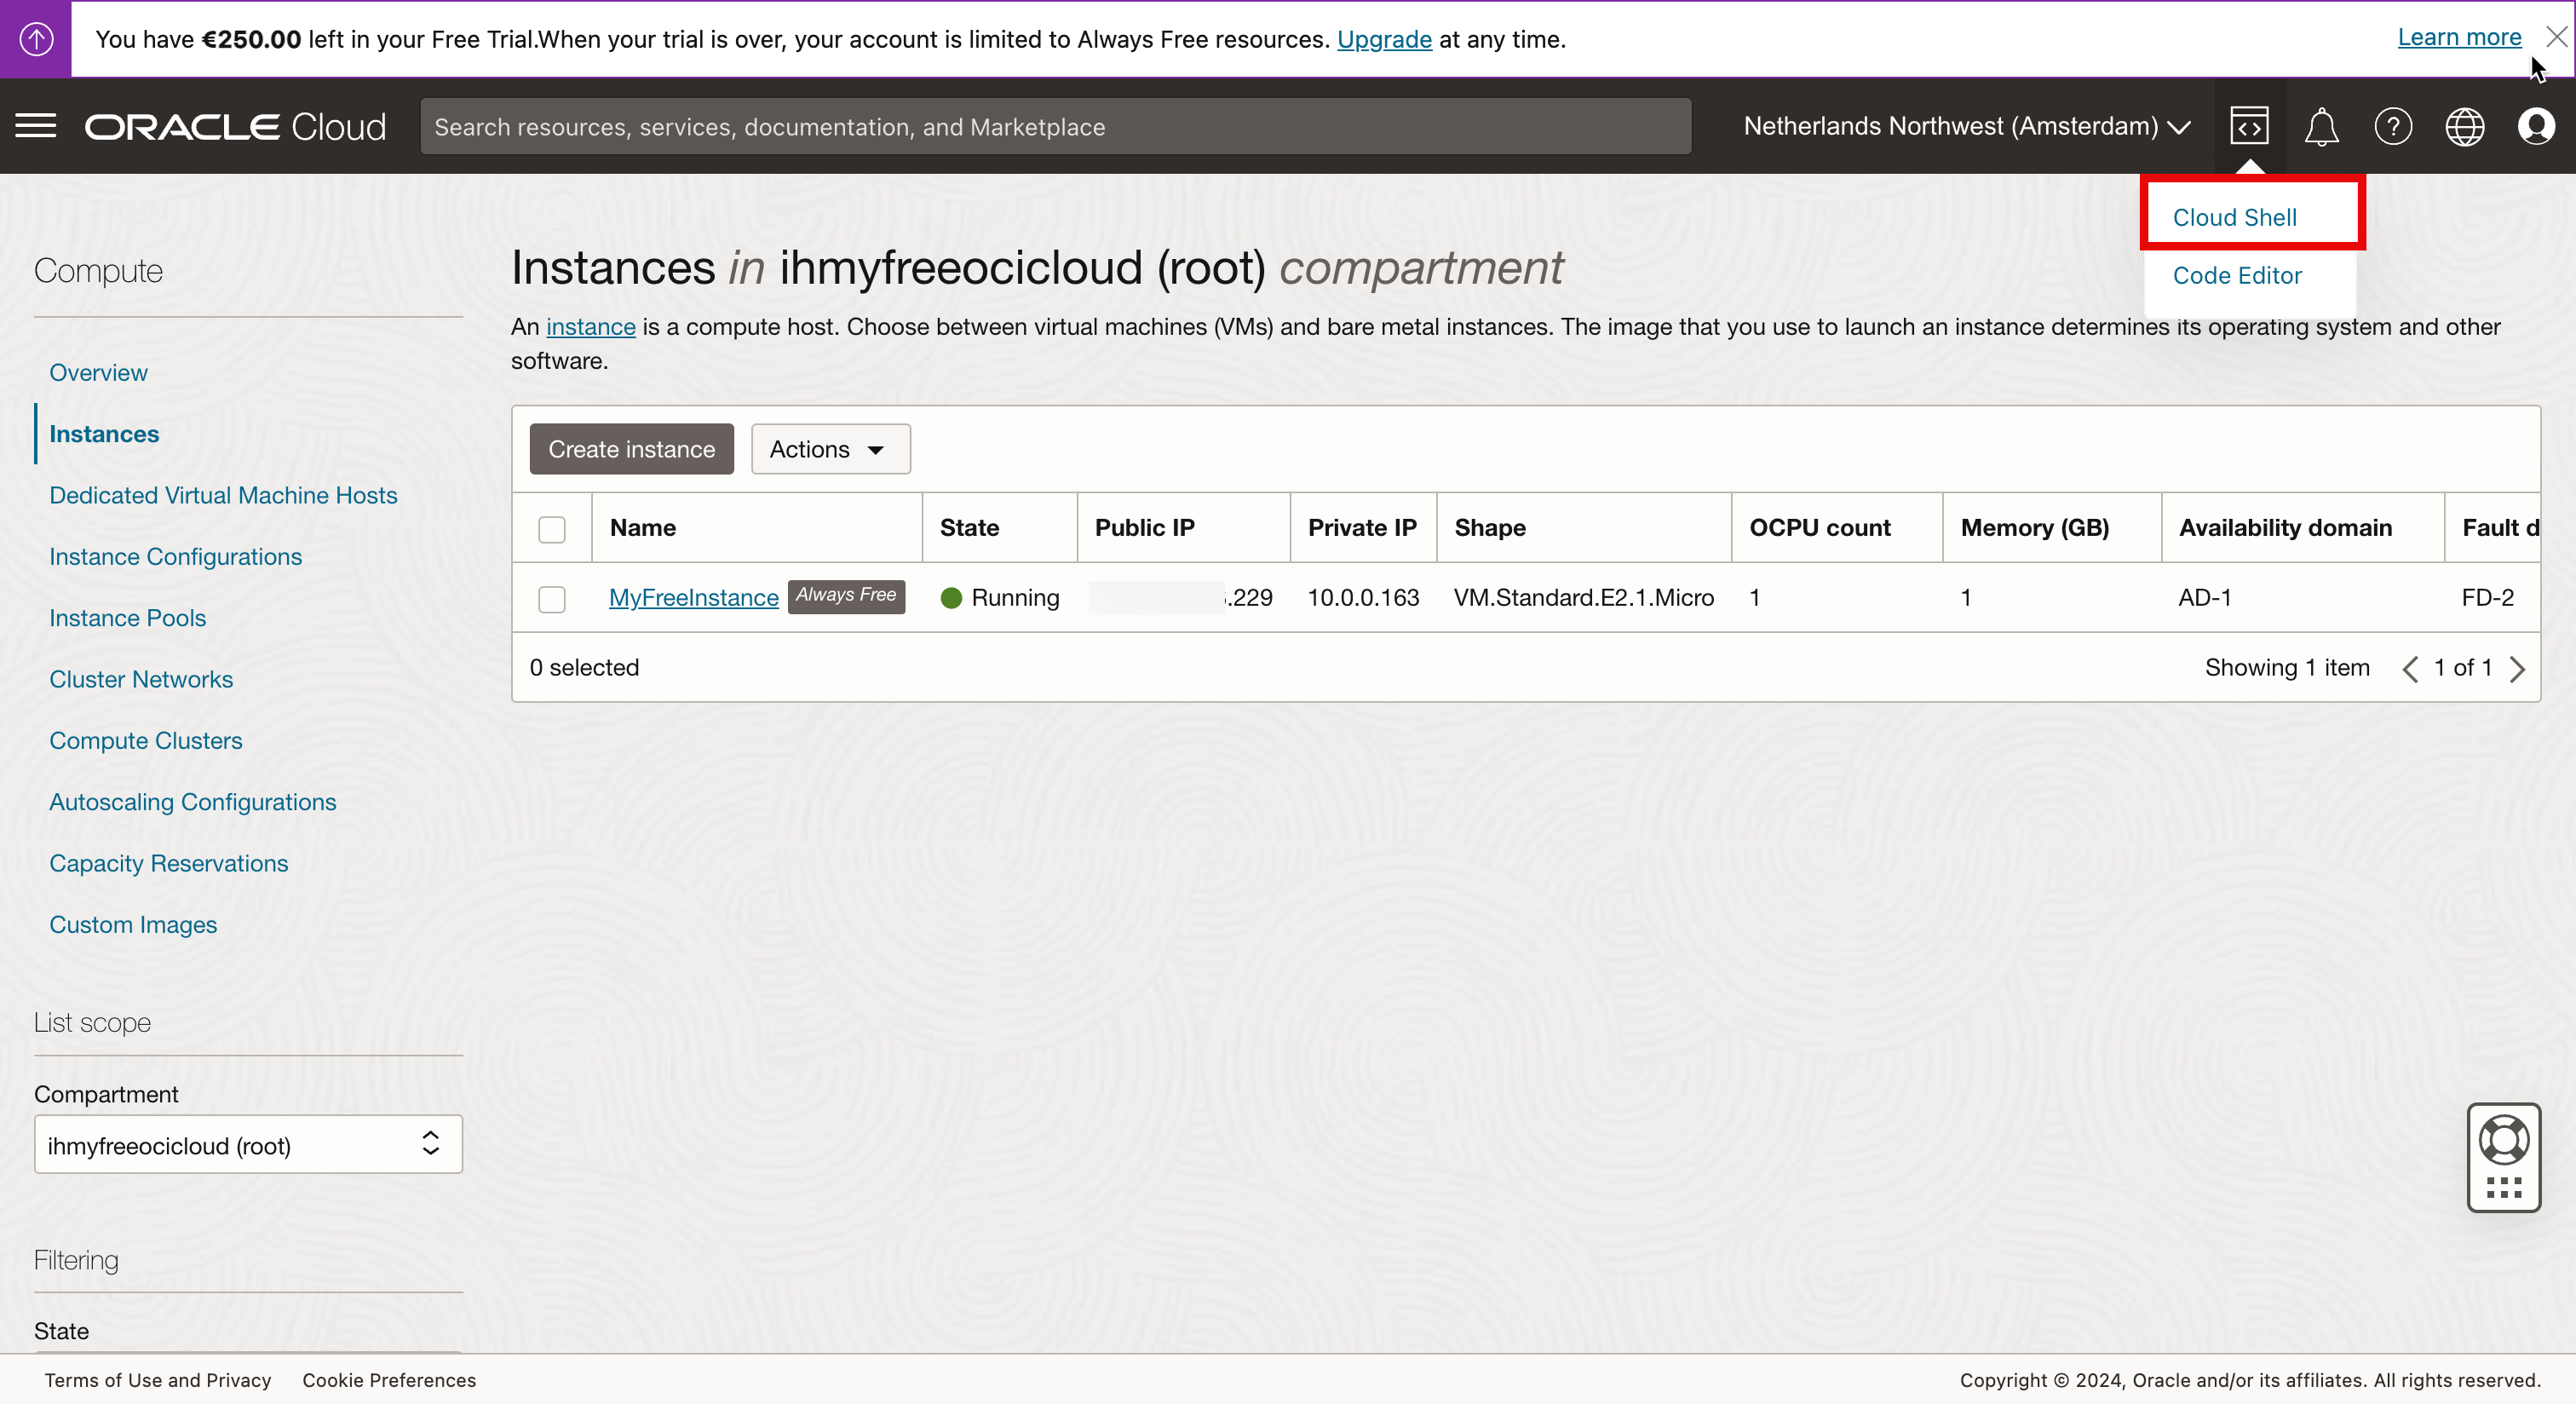 You have €250.00 left in your Free Trial.When your trial is over, your account is limited to Always Free resources. Upgrade at any time.
Learn more
ORACLE Cloud
Search resources, services, documentation, and Marketplace
Netherlands Northwest (Amsterdam)
Cloud Shell
Code Editor
Compute
Overview
Instances
Dedicated Virtual Machine Hosts
Instance Configurations
Instance Pools
Cluster Networks
Compute Clusters
Autoscaling Configurations
Capacity Reservations
Custom Images
List scope
Compartment
ihmyfreeocicloud (root)
Filtering
State
Instances in ihmyfreeocicloud (root) compartment
An instance is a compute host. Choose between virtual machines (VMs) and bare metal instances. The image that you use to launch an instance determines its operating system and other
software.
Create instance Actions
Name State Public IP Private IP Shape OCPU count Memory (GB) Availability domain Fault d
MyFreeInstance Always Free Running .229 10.0.0.163 VM.Standard.E2.1.Micro 1 1 AD-1 FD-2
0 selected Showing 1 item 1 of 1
Terms of Use and Privacy Cookie Preferences
Copyright © 2024, Oracle and/or its affiliates. All rights reserved.